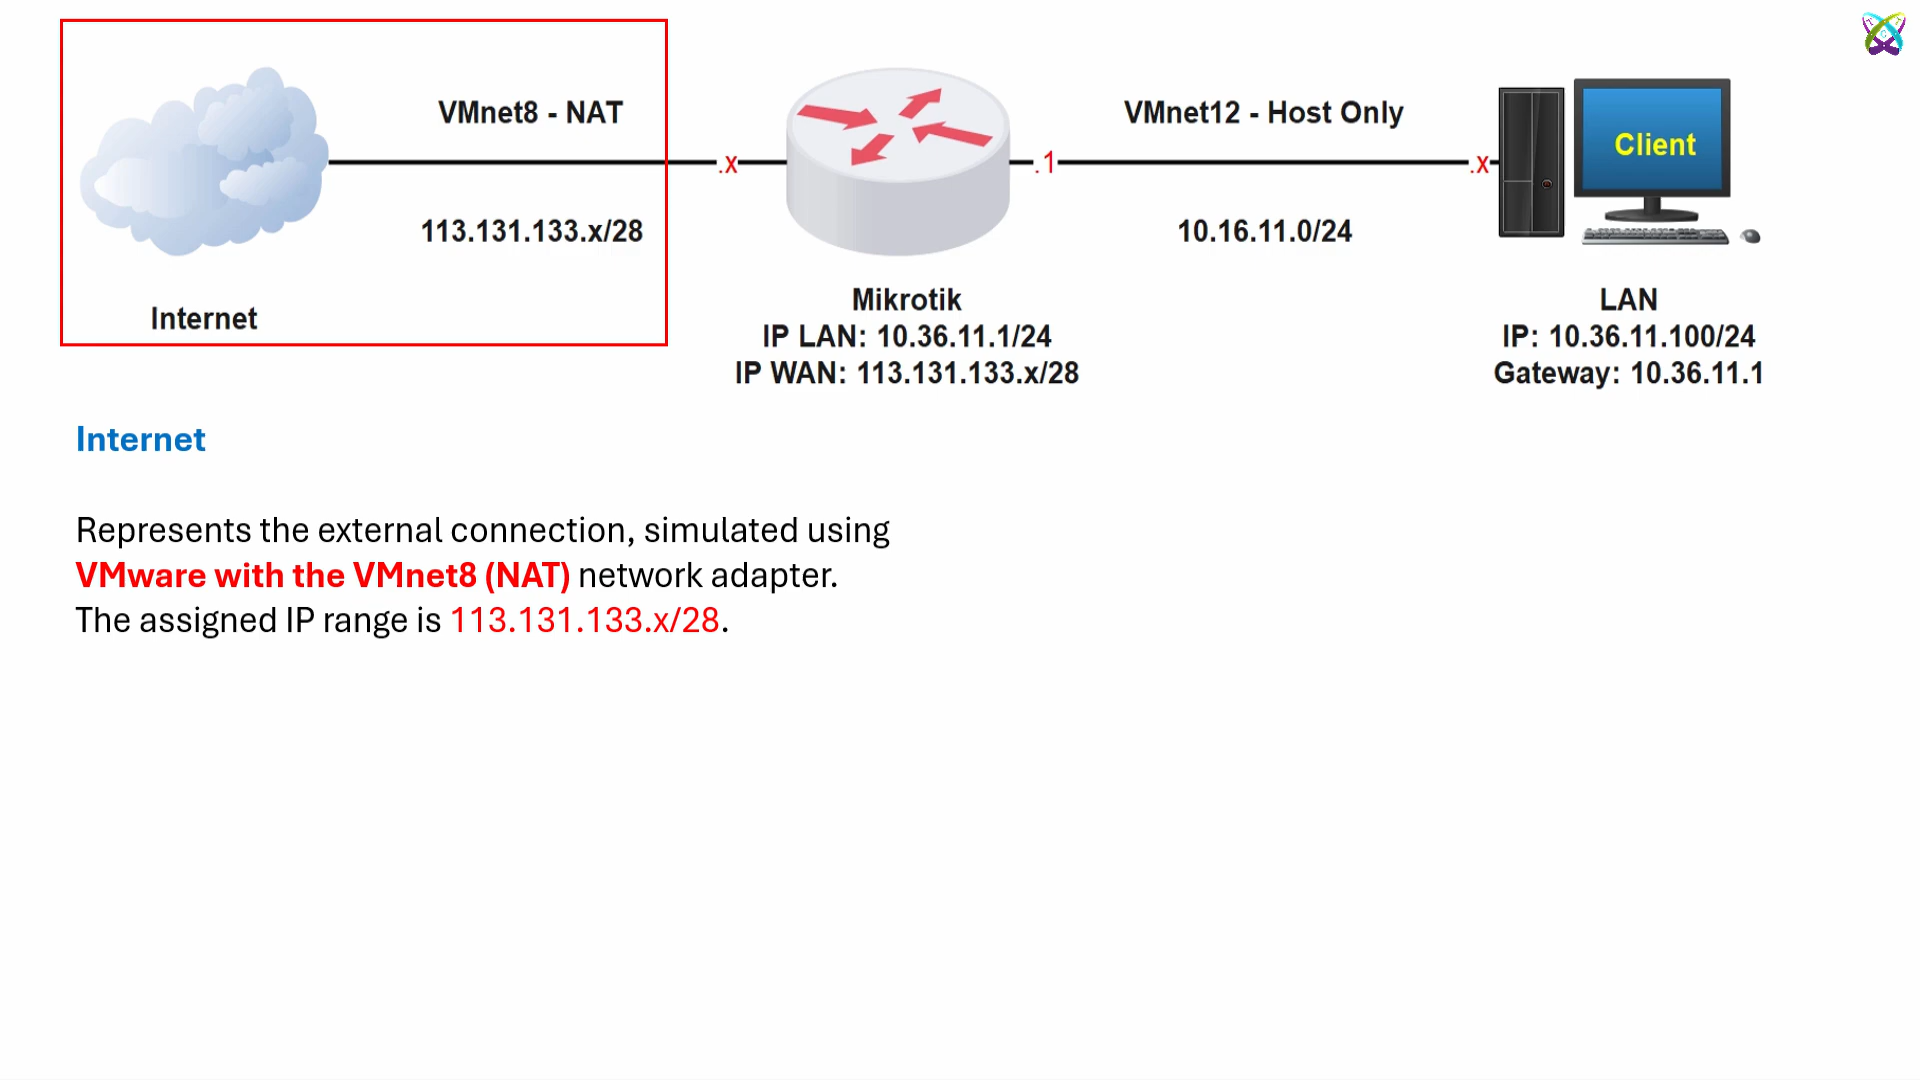 VMnet8 - NAT
VMnet12 - Host Only
Client
.x
.1
.x
113.131.133.x/28
10.16.11.0/24
Internet
Mikrotik
IP LAN: 10.36.11.1/24
IP WAN: 113.131.133.x/28
LAN
IP: 10.36.11.100/24
Gateway: 10.36.11.1
Internet
Represents the external connection, simulated using
VMware with the VMnet8 (NAT) network adapter.
The assigned IP range is 113.131.133.x/28.